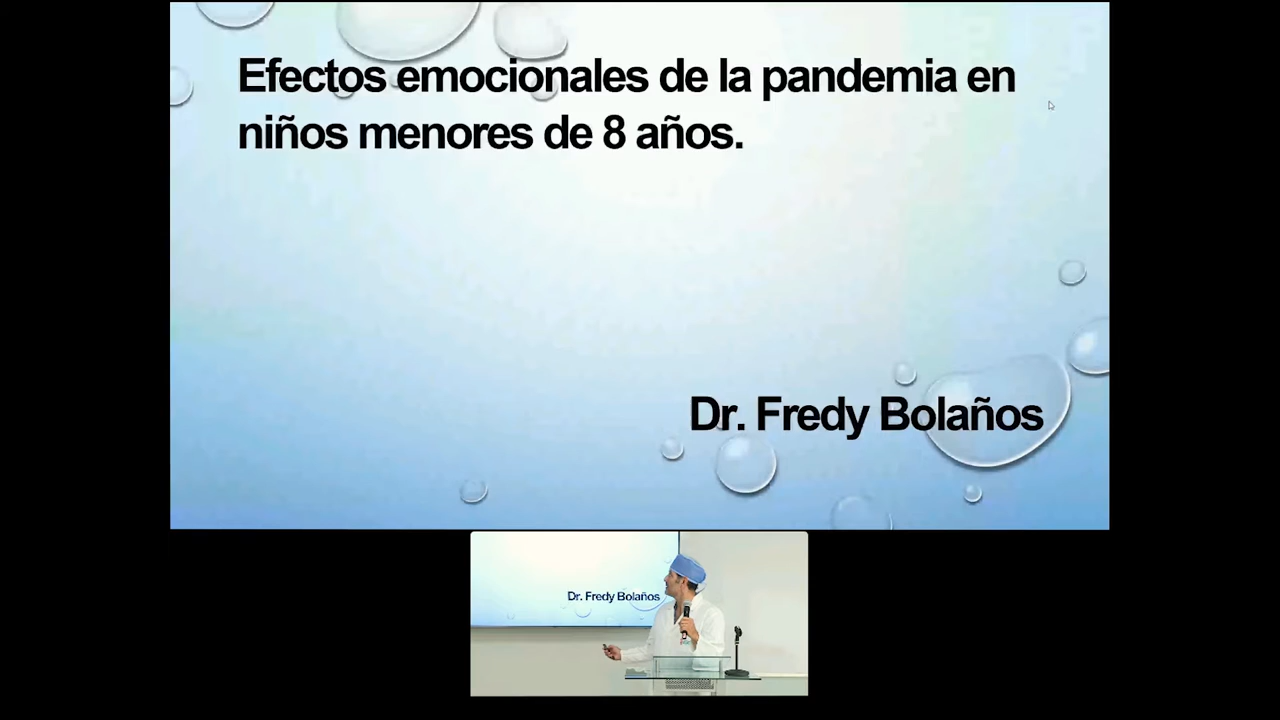 Efectos emocionales de la pandemia en
niños menores de 8 años.
Dr. Fredy Bolaños
Dr. Fredy Bolaños